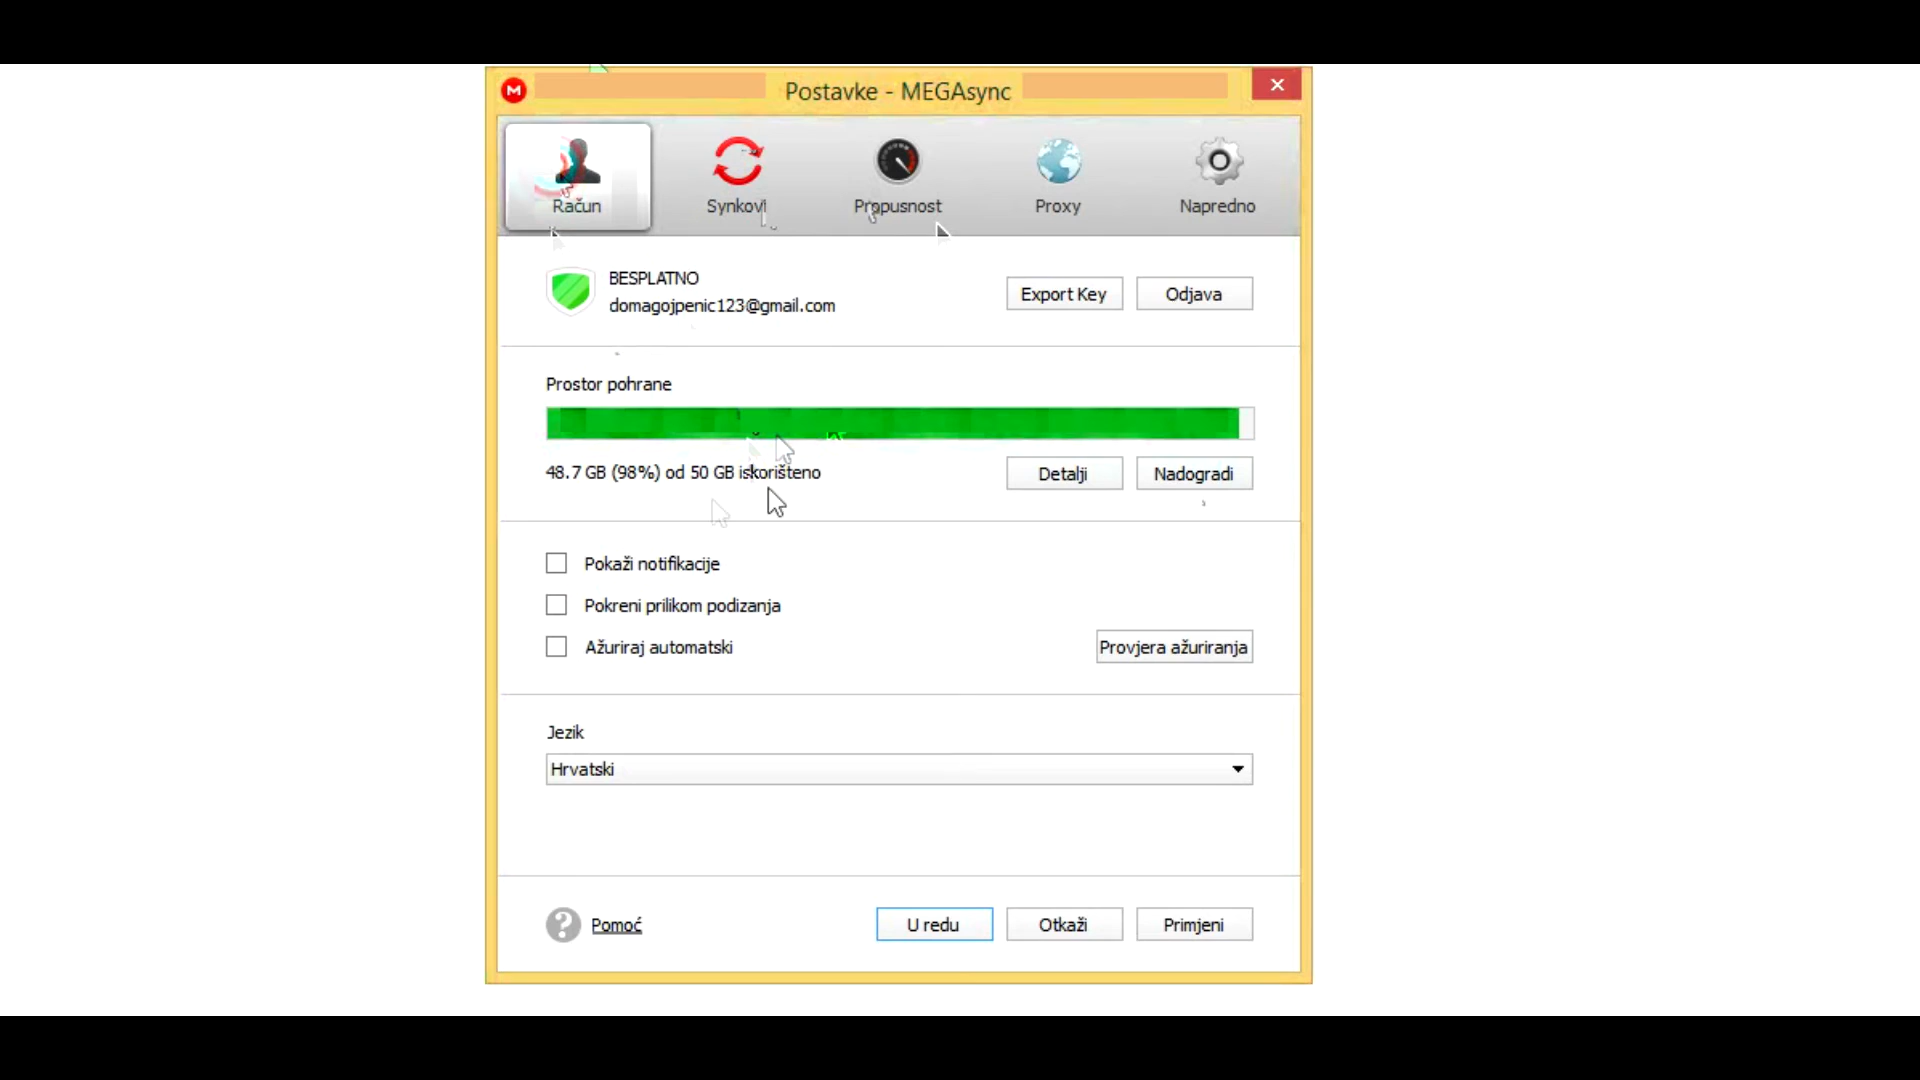 Postavke - MEGAsync
Račun
Synkovi
Propusnost
Proxy
Napredno
BESPLATNO
domagojpenic123@gmail.com
Export Key
Odjava
Prostor pohrane
48.7 GB (98%) od 50 GB iskorišteno
Detalji
Nadogradi
Pokaži notifikacije
Pokreni prilikom podizanja
Ažuriraj automatski
Provjera ažuriranja
Jezik
Hrvatski
Pomoć
U redu
Otkaži
Primjeni